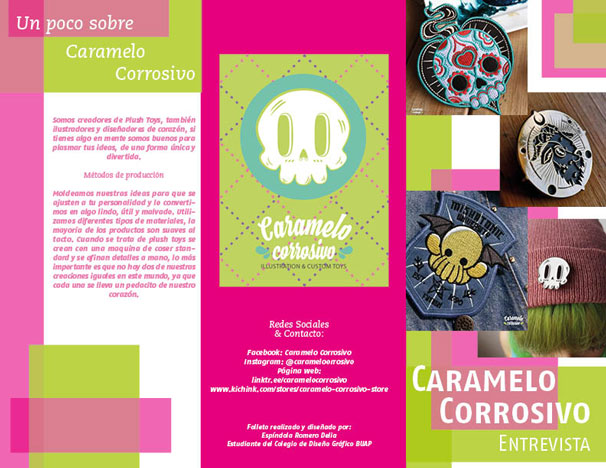 Un poco sobre
Caramelo
Corrosivo
Somos creadores de Plush Toys, también
ilustradores y diseñadores de corazón, si
tienes algo en mente somos buenos para
plasmar tus ideas, de una forma única y
divertida.
Métodos de producción
Moldeamos nuestras ideas para que se
ajusten a tu personalidad y lo converti-
mos en algo lindo, útil y malvado. Utili-
zamos diferentes tipos de materiales, la
mayoría de los productos son suaves al
tacto. Cuando se trata de plush toys se
crean con una maquina de coser stan-
dard y se afinan detalles a mano, lo más
importante es que no hay dos de nuestras
creaciones iguales en este mundo, ya que
cada una se lleva un pedacito de nuestro
corazón.
Caramelo
corrosivo
ILLUSTRATION & CUSTOM TOYS
Redes Sociales
& Contacto:
Facebook: Caramelo Corrosivo
Instagram: @carameloerrosivo
Página web:
linktr.ee/caramelocorrosivo
www.kichink.com/stores/caramelo-corrosivo-store
Folleto realizado y diseñado por:
Espíndola Romero Delia
Estudiante del Colegio de Diseño Gráfico BUAP
CARAMELO
CORROSIVO
ENTREVISTA